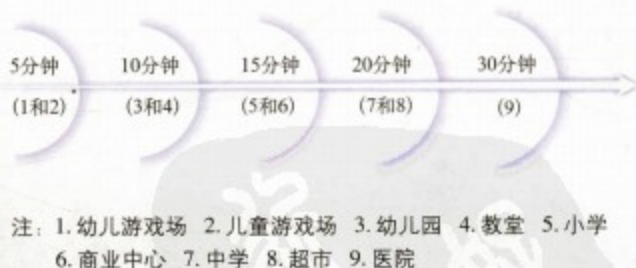 5分钟 10分钟 15分钟 20分钟 30分钟
(1和2) (3和4) (5和6) (7和8) (9)
注：1.幼儿游戏场 2.儿童游戏场 3.幼儿园 4.教堂 5.小学
6.商业中心 7.中学 8.超市 9.医院